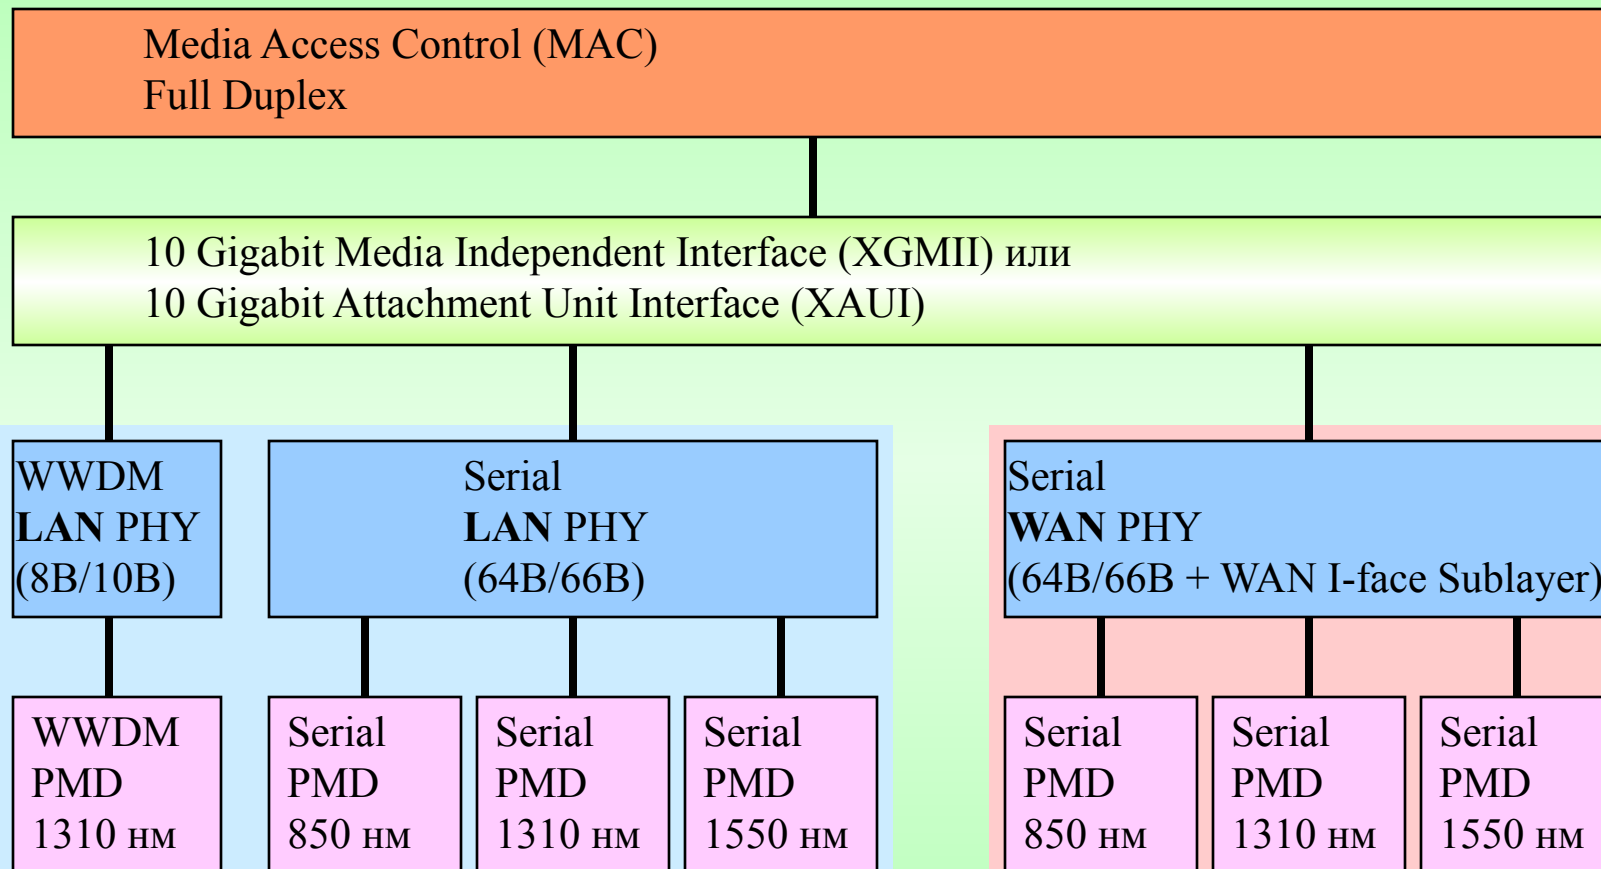 Media Access Control (MAC)
Full Duplex
10 Gigabit Media Independent Interface (XGMII) или
10 Gigabit Attachment Unit Interface (XAUI)
WWDM
LAN PHY
(8B/10B)
Serial
LAN PHY
(64B/66B)
Serial
WAN PHY
(64B/66B + WAN I-face Sublayer)
WWDM
PMD
1310 нм
Serial
PMD
850 нм
Serial
PMD
1310 нм
Serial
PMD
1550 нм
Serial
PMD
850 нм
Serial
PMD
1310 нм
Serial
PMD
1550 нм